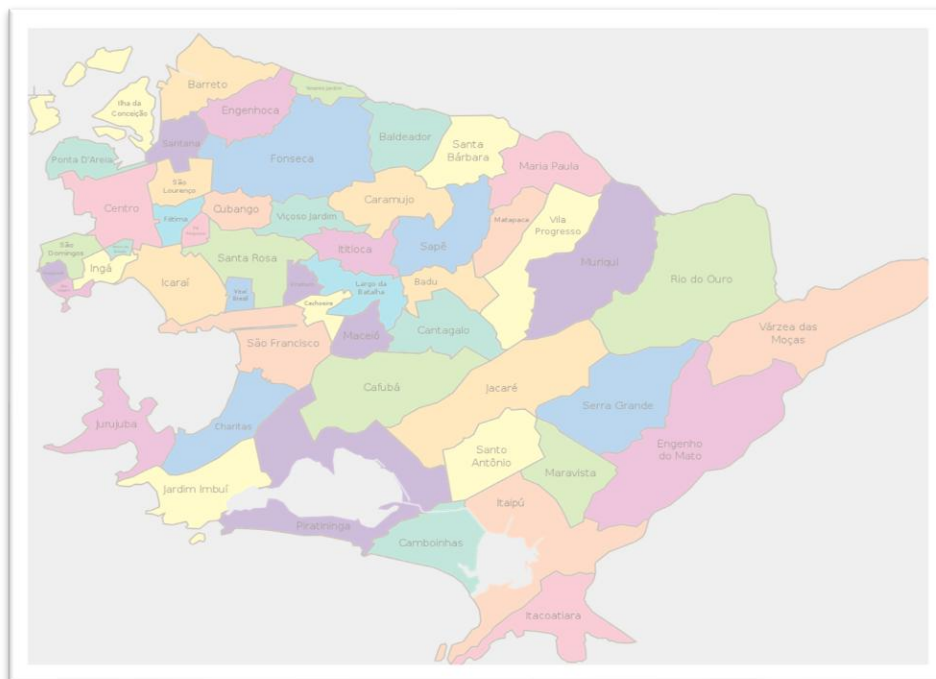 Barreto
Ilha da
Conceição
Engenhoca
Santana
Fonseca
Baldeador
Santa
Bárbara
Ponta D'Areia
São
Lourenço
Maria Paula
Centro
Fátima
Cubango
Viçoso Jardim
Caramujo
Matapaca
Vila
Progresso
São
Domingos
Ingá
Icaraí
Santa Rosa
Ititioca
Sapê
Muriqui
Rio do Ouro
Largo da
Batalha
Badu
Cachoeira
Maceió
Cantagalo
Várzea das
Moças
São Francisco
Cafubá
Jacaré
Serra Grande
Jurujuba
Charitas
Engenho
do Mato
Santo
Antônio
Maravista
Jardim Imbuí
Itaipú
Piratininga
Camboinhas
Itacoatiara